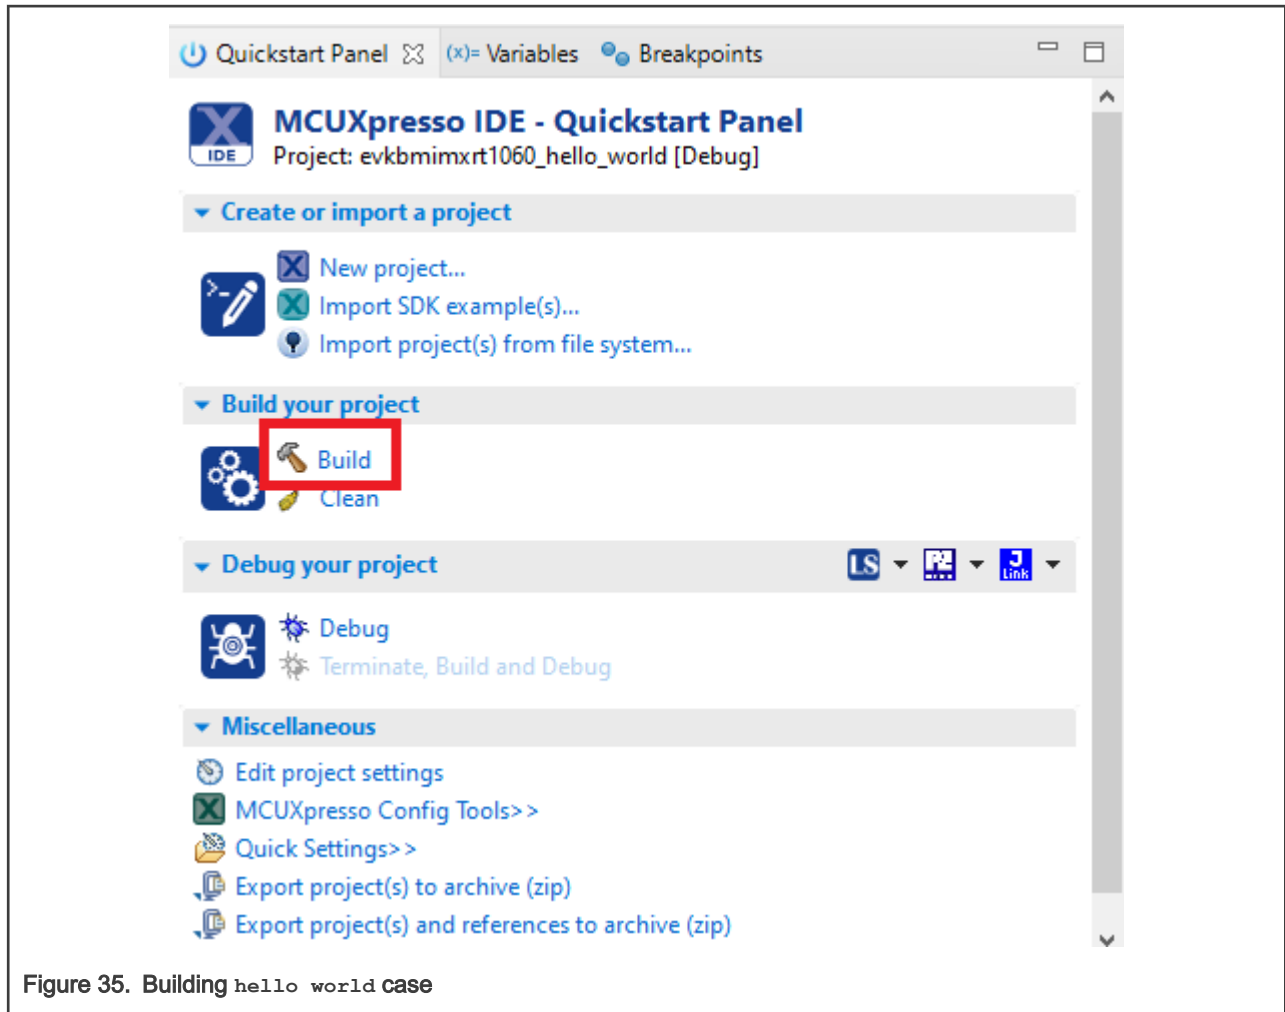 Quickstart Panel (x)= Variables Breakpoints
MCUXpresso IDE - Quickstart Panel
IDE
Project: evkbmimxrt1060_hello_world [Debug]
Create or import a project
New project...
Import SDK example(s)...
Import project(s) from file system...
Build your project
Build
Clean
Debug your project LS Link
Debug
Terminate, Build and Debug
Miscellaneous
Edit project settings
MCUXpresso Config Tools>>
Quick Settings>>
Export project(s) to archive (zip)
Export project(s) and references to archive (zip)
Figure 35. Building hello world case